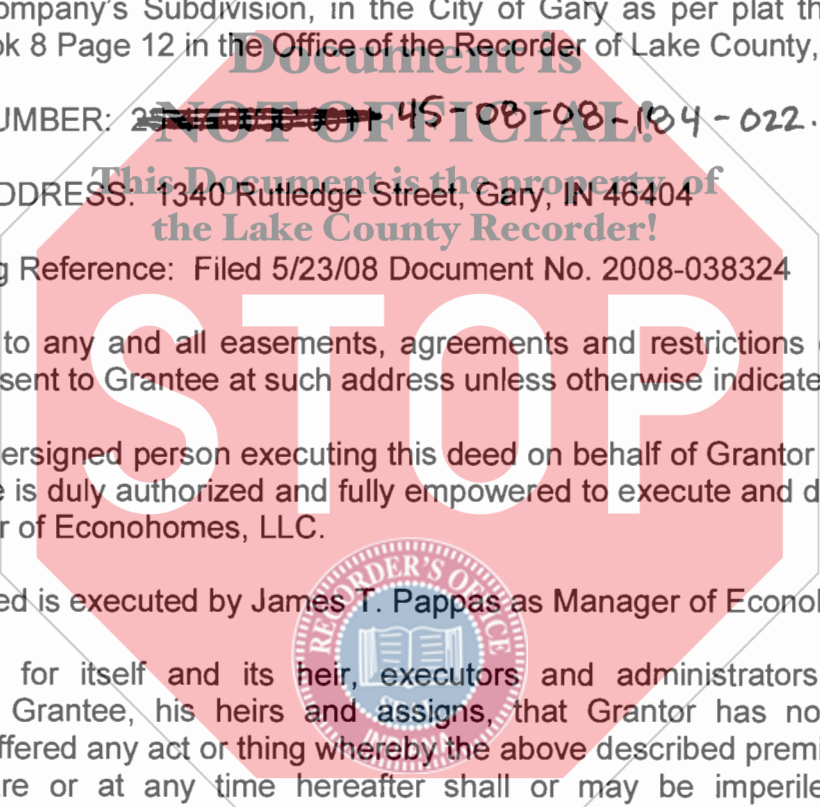 ompany's Subdivision, in the City of Gary as per plat th
ok 8 Page 12 in the Office of the Recorder of Lake County,
Document is
UMBER: 45-08-08-184-022.
NOT OFFICIAL!
This Document is the property of
DDRESS: 1340 Rutledge Street, Gary, IN 46404
the Lake County Recorder!
g Reference: Filed 5/23/08 Document No. 2008-038324
to any and all easements, agreements and restrictions
sent to Grantee at such address unless otherwise indicate
STOP
ersigned person executing this deed on behalf of Grantor
e is duly authorized and fully empowered to execute and d
r of Econohomes, LLC.
ed is executed by James T. Pappas as Manager of Econo
RECORDER'S OFFICE
for itself and its heir, executors and administrators
Grantee, his heirs and assigns, that Grantor has no
SEAL
INDIANA
ffered any act or thing whereby the above described premi
re or at any time hereafter shall or may be imperile